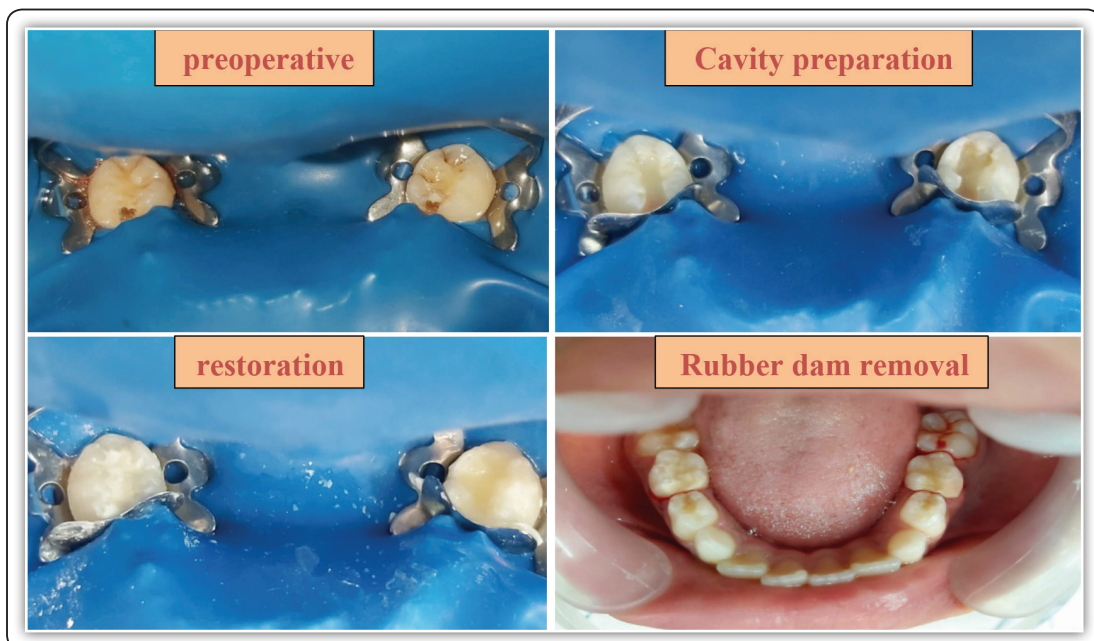 preoperative
Cavity preparation
restoration
Rubber dam removal